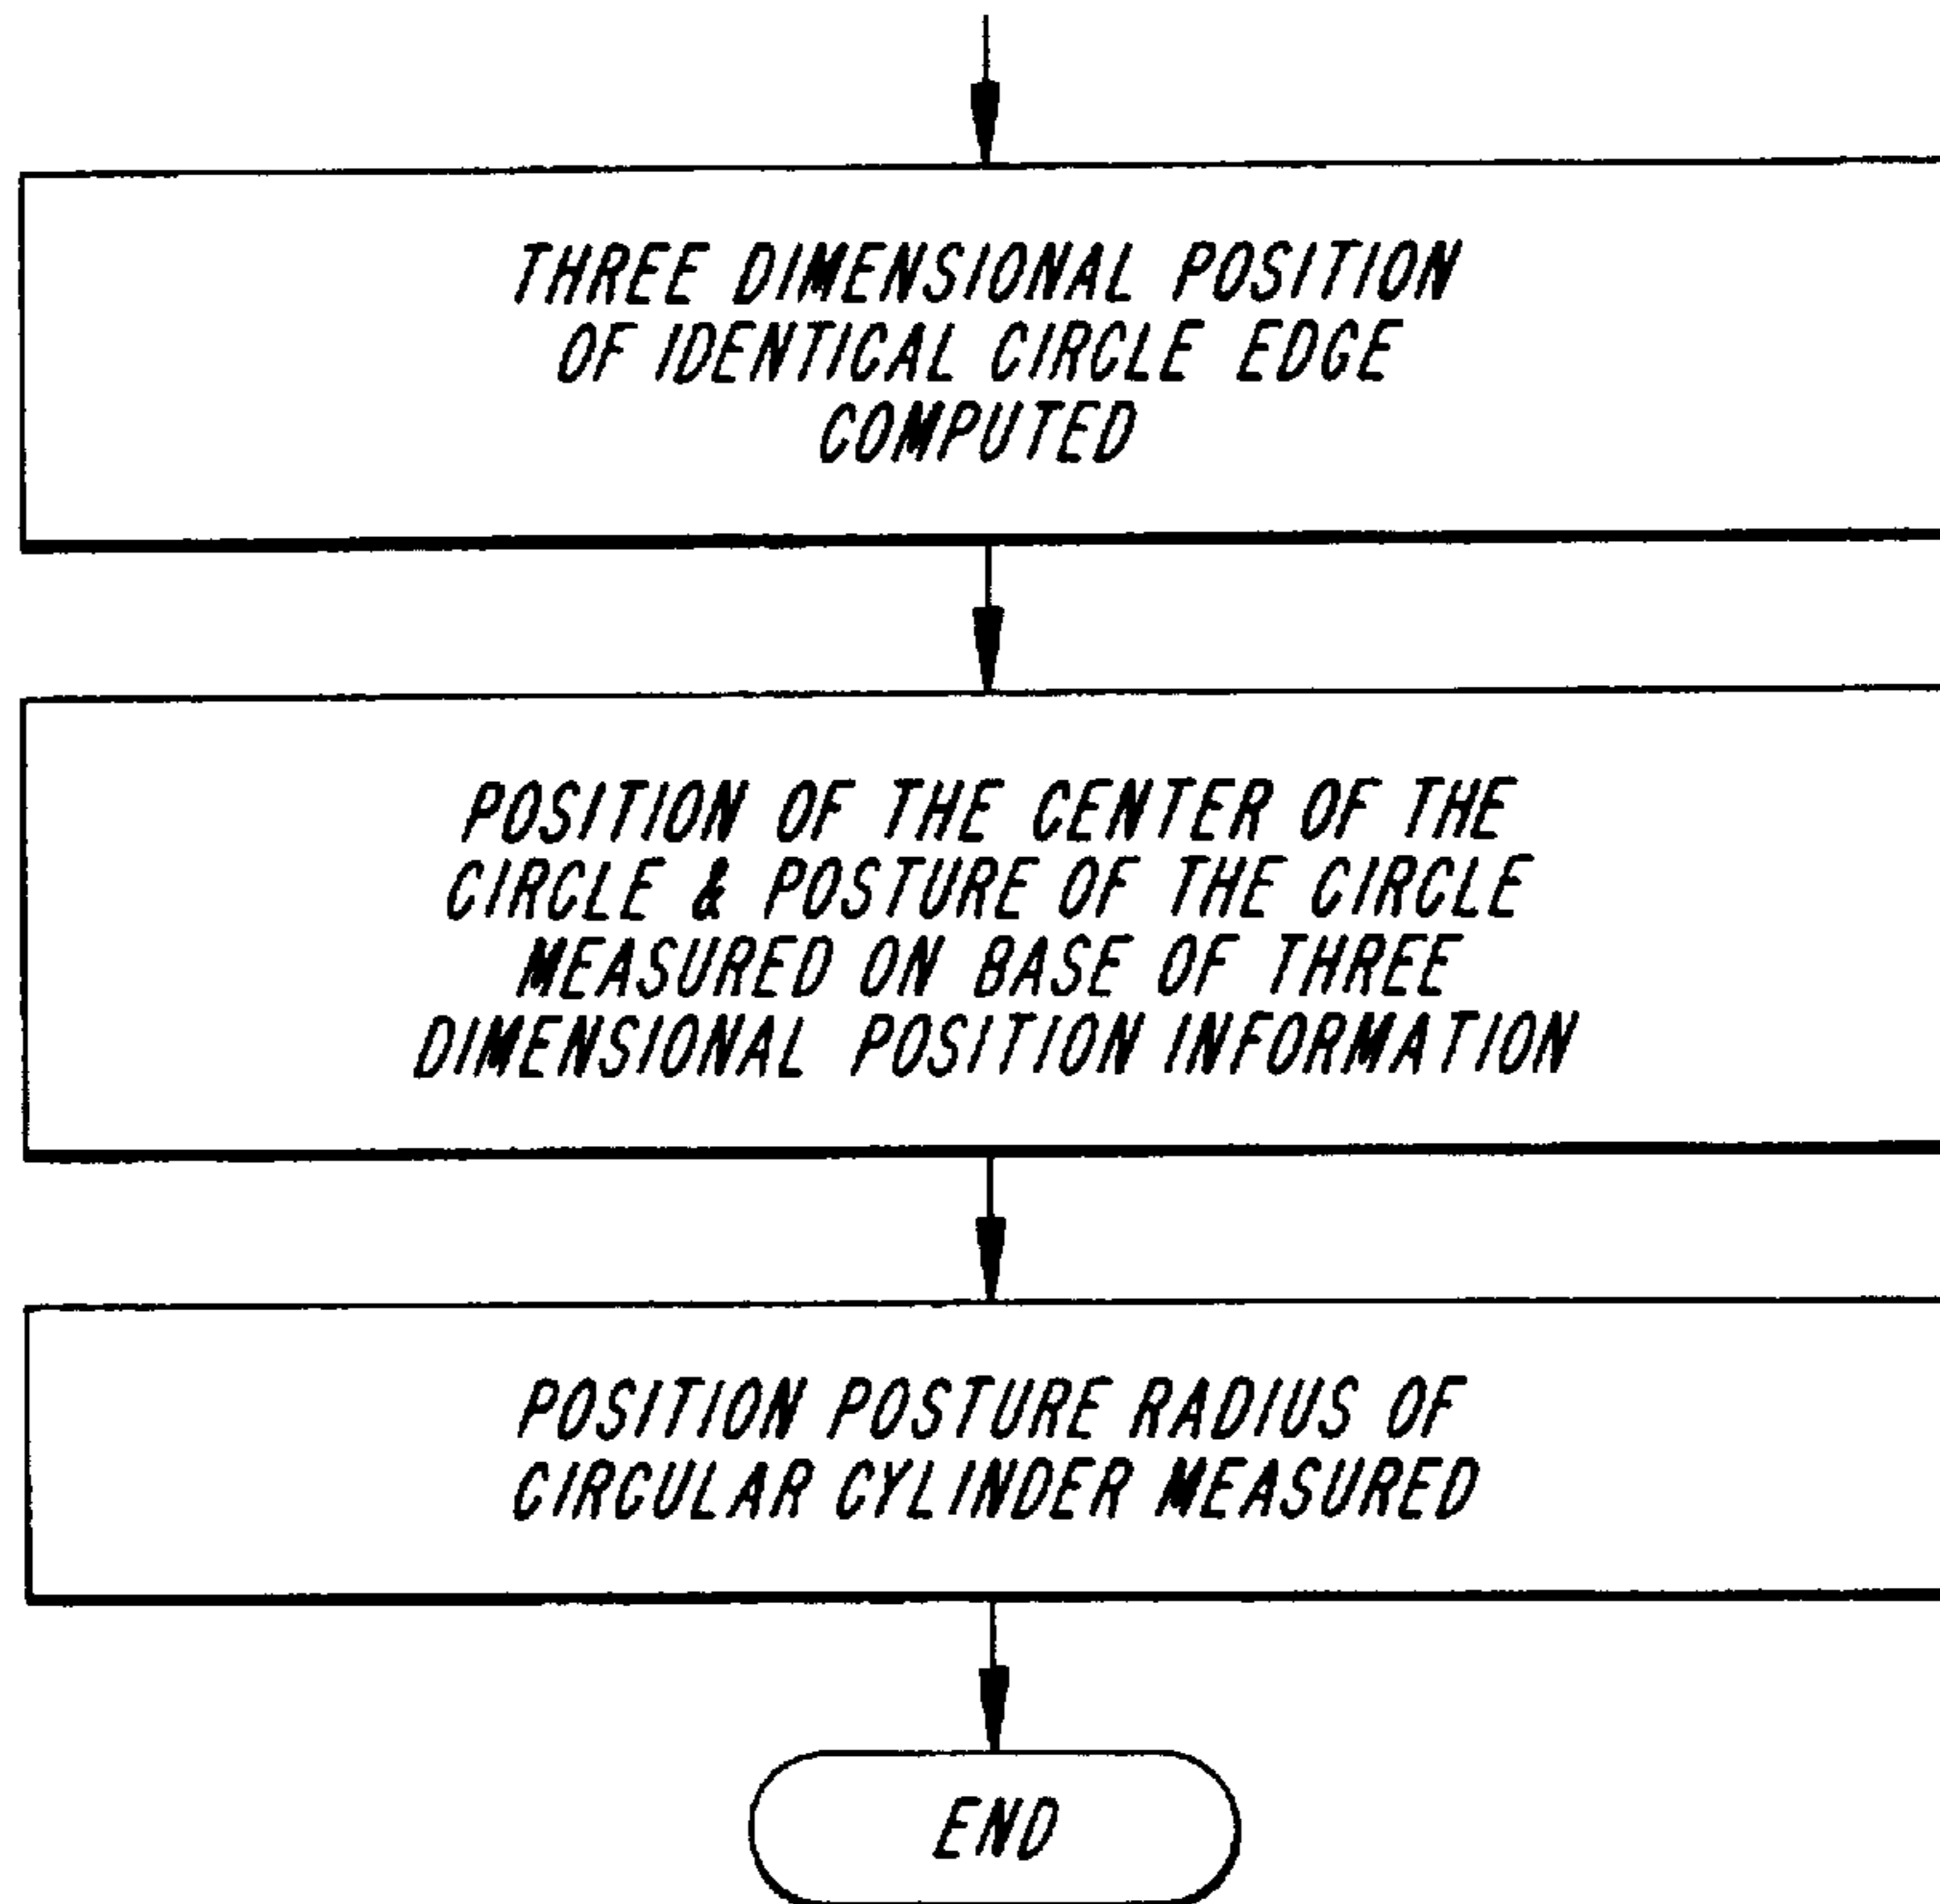 THREE DIMENSIONAL POSITION
OF IDENTICAL CIRCLE EDGE
COMPUTED
POSITION OF THE CENTER OF THE
CIRCLE & POSTURE OF THE CIRCLE
MEASURED ON BASE OF THREE
DIMENSIONAL POSITION INFORMATION
POSITION POSTURE RADIUS OF
CIRCULAR CYLINDER MEASURED
END